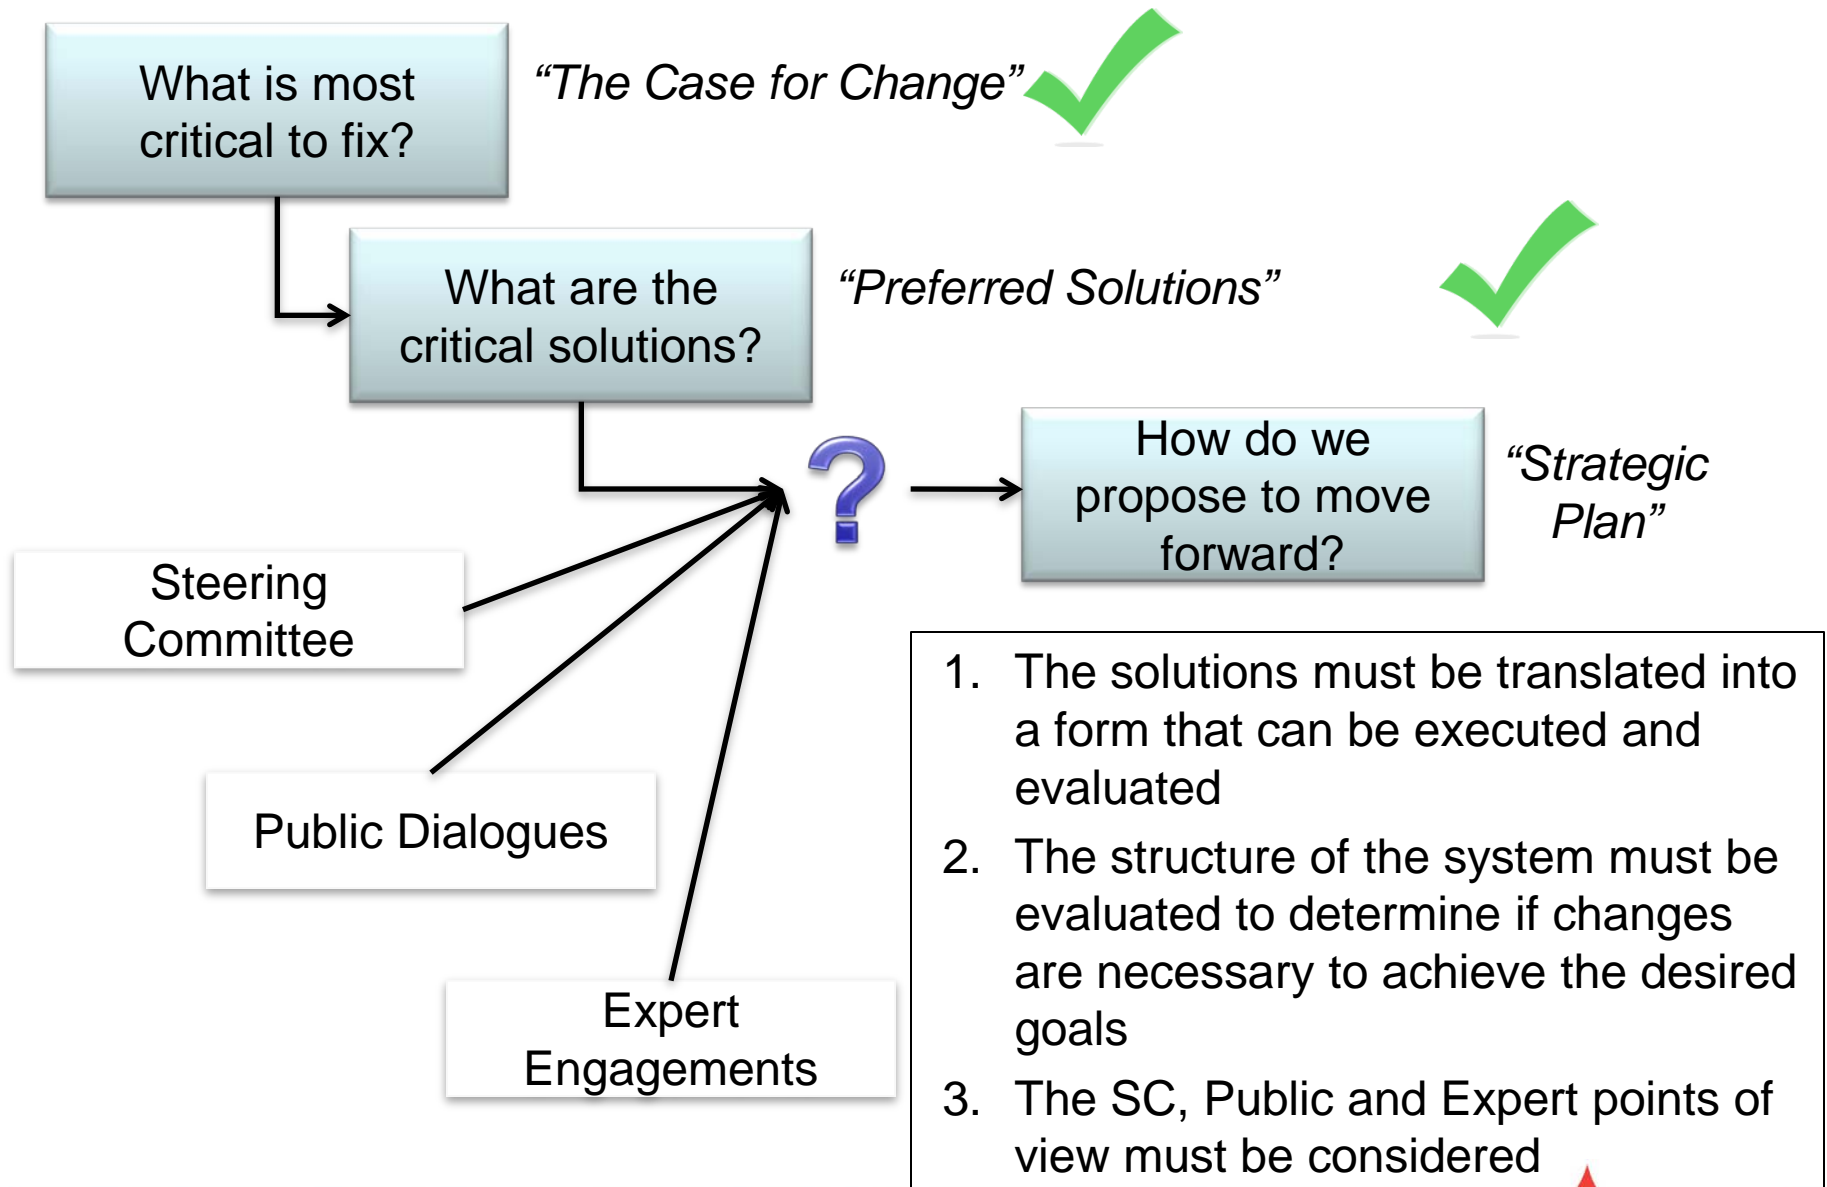 What is most
critical to fix?
“The Case for Change”
What are the
critical solutions?
“Preferred Solutions”
?
How do we
propose to move
forward?
“Strategic
Plan”
Steering
Committee
Public Dialogues
Expert
Engagements
1. The solutions must be translated into
a form that can be executed and
evaluated
2. The structure of the system must be
evaluated to determine if changes
are necessary to achieve the desired
goals
3. The SC, Public and Expert points of
view must be considered